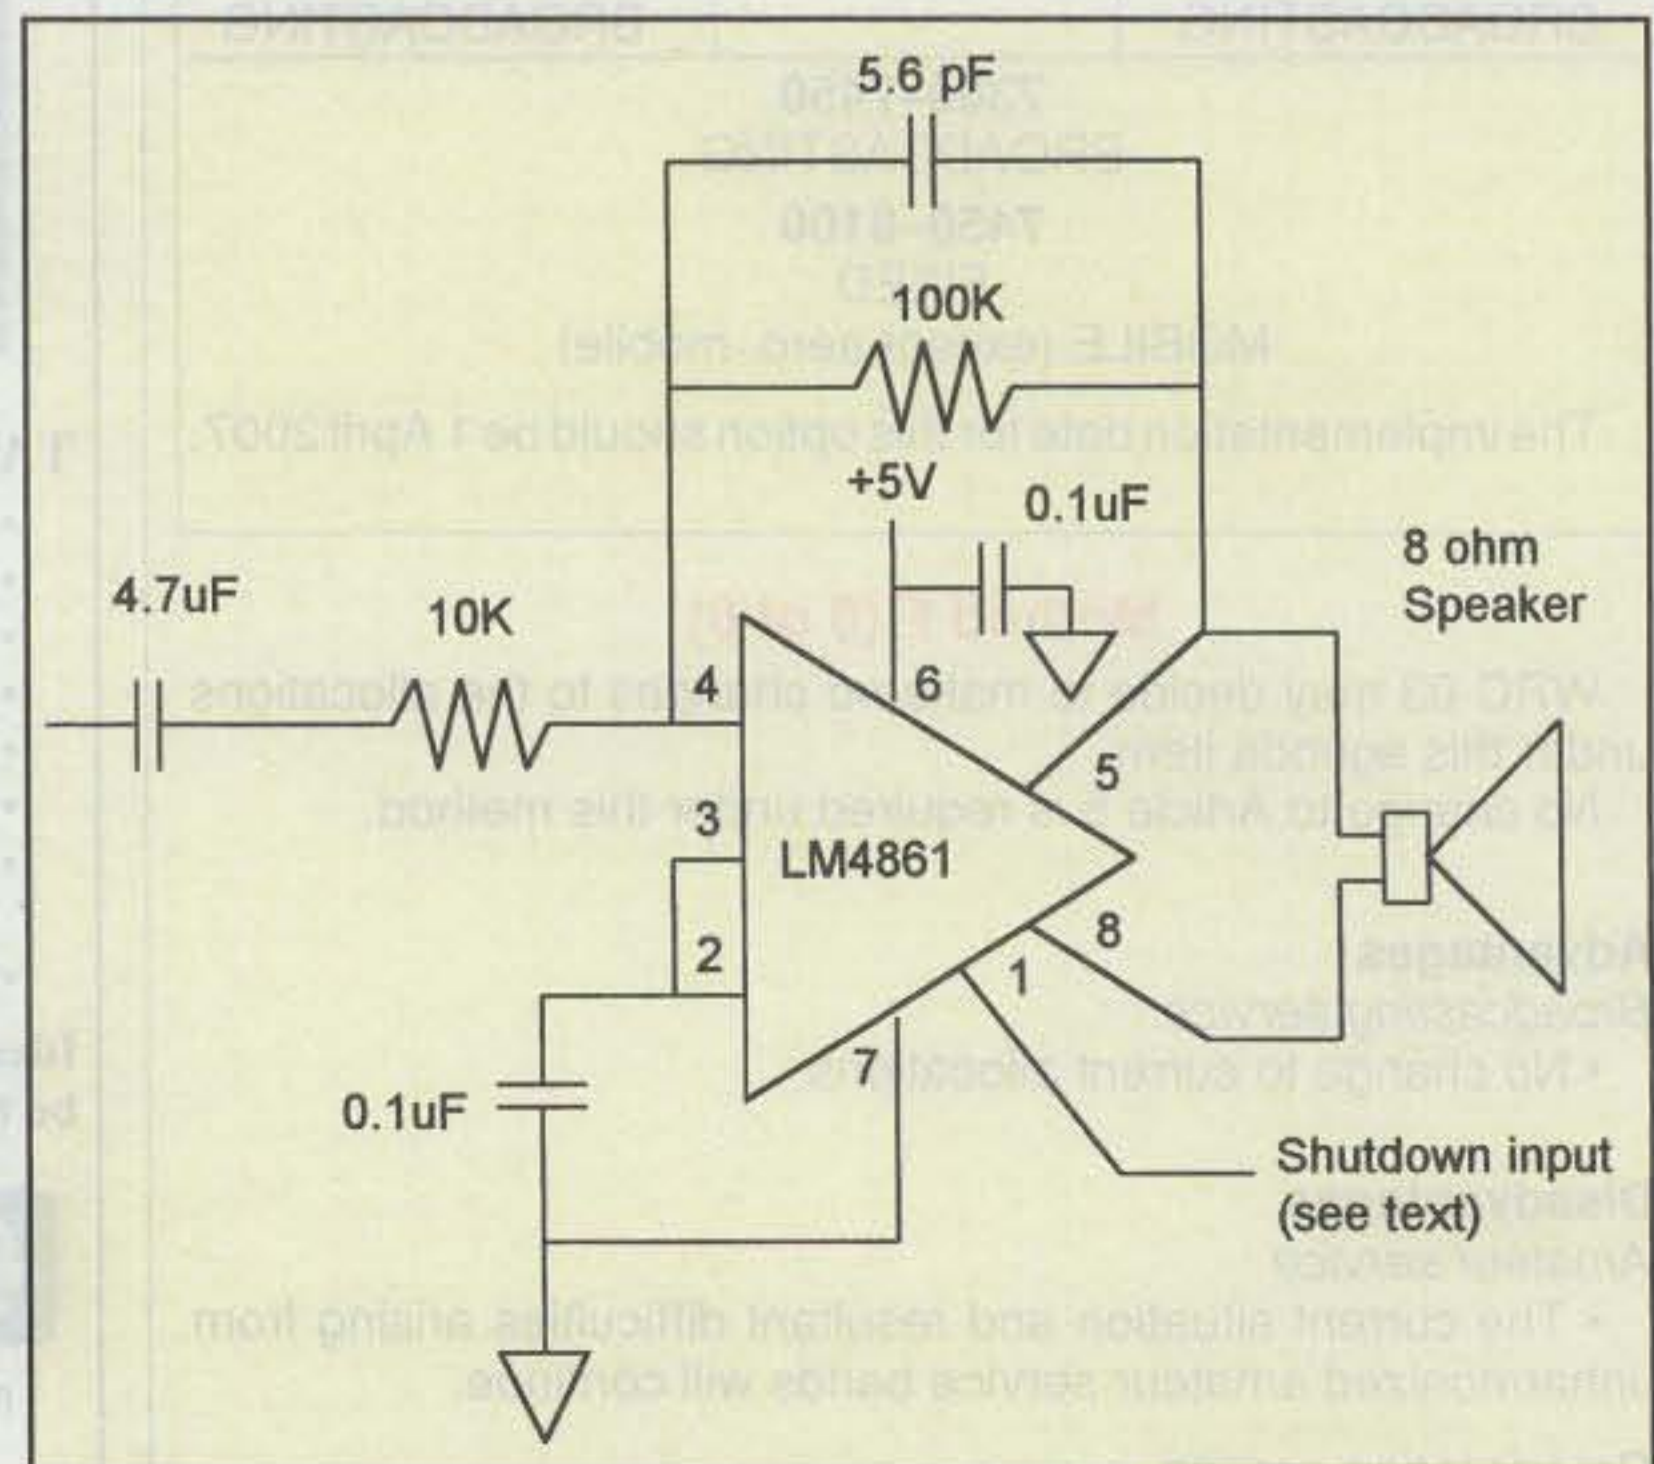 5.6 pF
100K
+5V
0.1uF
8 ohm
Speaker
4.7uF
10K
4
6
5
3
LM4861
2
8
1
7
0.1uF
Shutdown input
(see text)